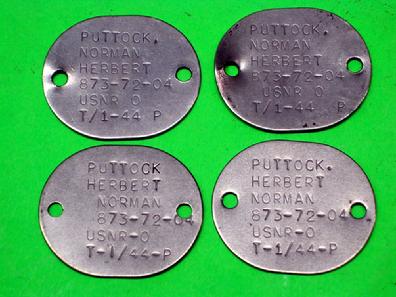 PUTTOCK.
NORMAN
HERBERT
873-72-04
USNR O
T/1-44 P
PUTTOCK.
NORMAN
HERBERT
873-72-04
USNR O
T/1-44 P
PUTTOCK
HERBERT
NORMAN
873-72-04
USNR-O
T-1/44-P
PUTTOCK.
HERBERT
NORMAN
873-72-04
USNR-O
T-1/44-P